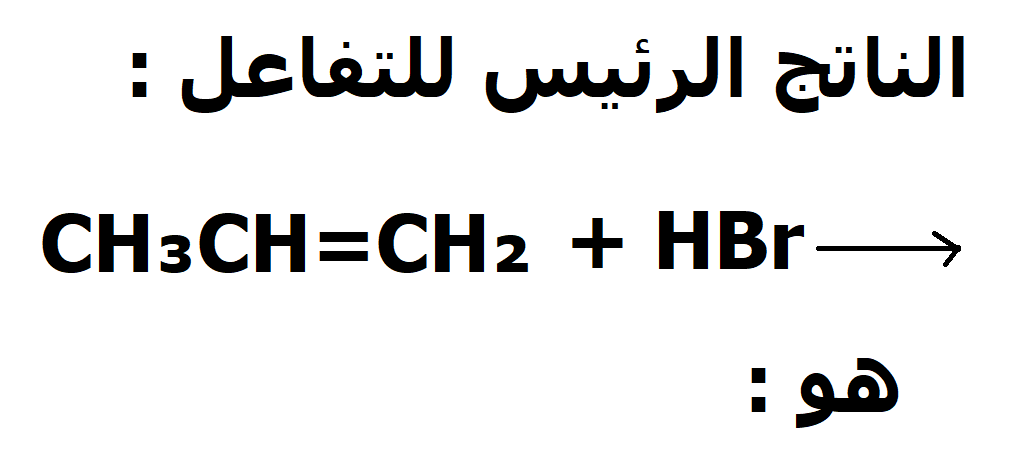 الناتج الرئيس للتفاعل :
CH₃CH=CH₂ + HBr⟶
هو :